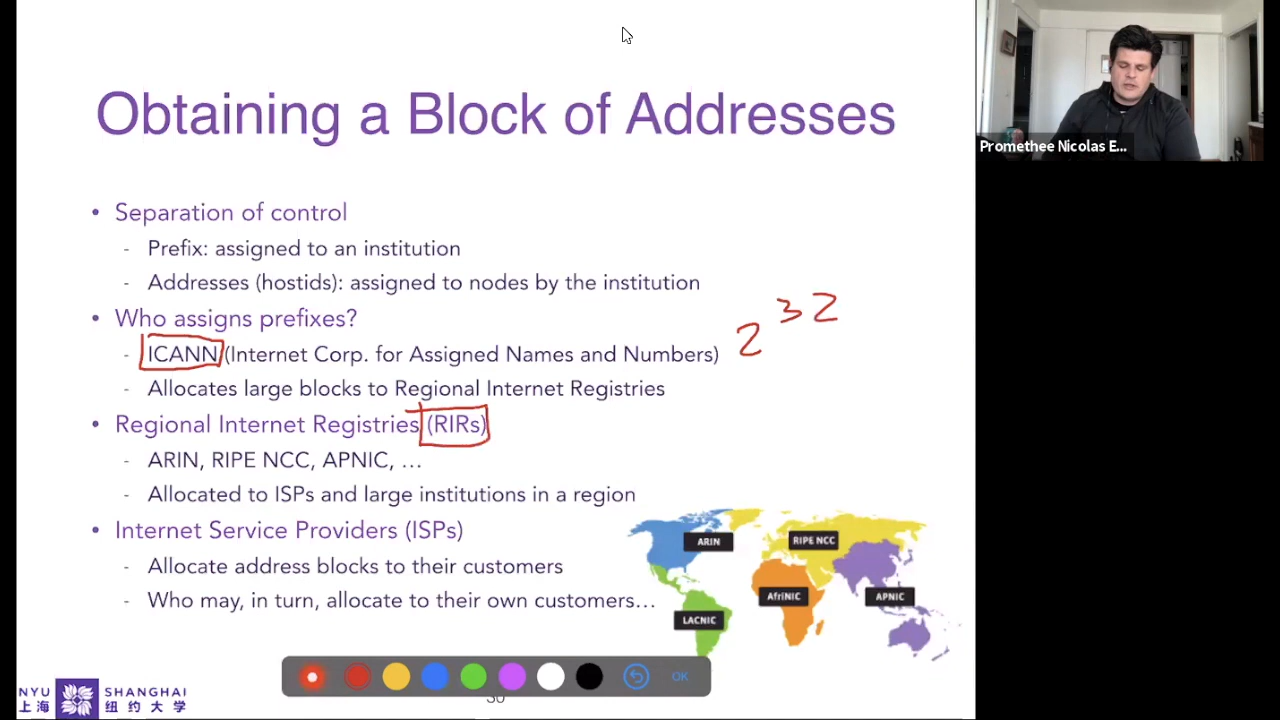 Obtaining a Block of Addresses
Promethee Nicolas E...
• Separation of control
- Prefix: assigned to an institution
- Addresses (hostids): assigned to nodes by the institution
• Who assigns prefixes?
- ICANN (Internet Corp. for Assigned Names and Numbers)
2^32
- Allocates large blocks to Regional Internet Registries
• Regional Internet Registries (RIRs)
- ARIN, RIPE NCC, APNIC, …
- Allocated to ISPs and large institutions in a region
• Internet Service Providers (ISPs)
- Allocate address blocks to their customers
- Who may, in turn, allocate to their own customers…
ARIN
RIPE NCC
AfriNIC
APNIC
LACNIC
OK
30
NYU SHANGHAI
上海 纽约大学